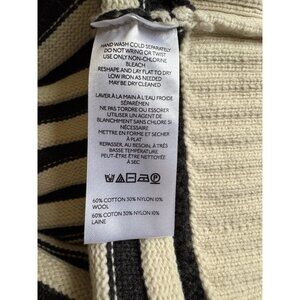 HAND WASH COLD SEPARATELY
DO NOT WRING OR TWIST
USE ONLY NON-CHLORINE
BLEACH
RESHAPE AND LAY FLAT TO DRY
LOW IRON AS NEEDED
MAY BE DRY CLEANED
LAVER À LA MAIN À L'EAU FROIDE
SÉPARÉMEN
NE PAS TORDRE OU ESSORER
UTILISER UN AGENT DE
BLANCHIMENT SANS CHLORE SI
NÉCESSAIRE
METTRE EN FORME ET SÉCHER
À PLAT
REPASSER, AU BESOIN, À TRÈS
BASSE TEMPÉRATURE
PEUT-ÊTRE ÊTRE NETTOYÉE
À SEC
60% COTTON 30% NYLON 10%
WOOL
60% COTTON 30% NYLON 10%
LAINE